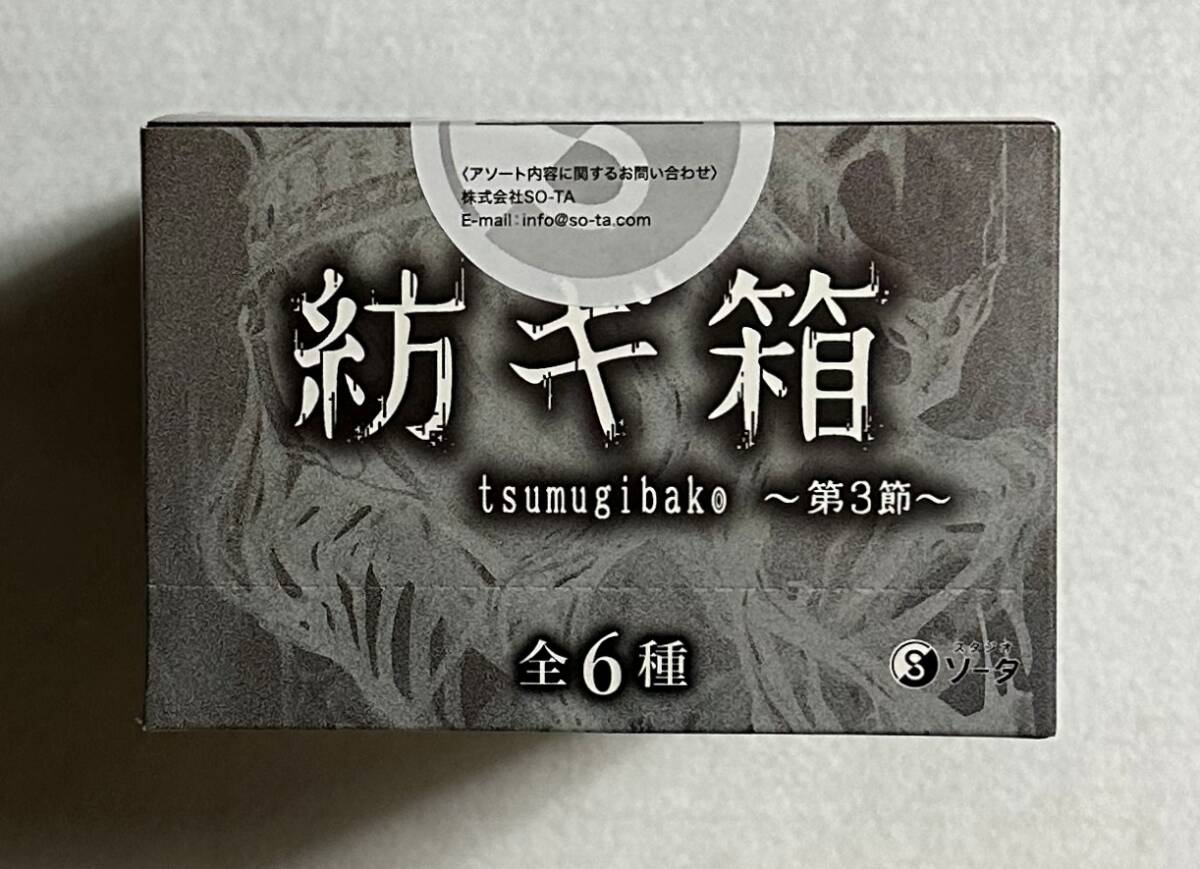 〈アソート内容に関するお問い合わせ〉
株式会社SO-TA
E-mail:info@so-ta.com
紡ギ箱
tsumugibako ～第3節～
全6種
スタジオ
ソータ